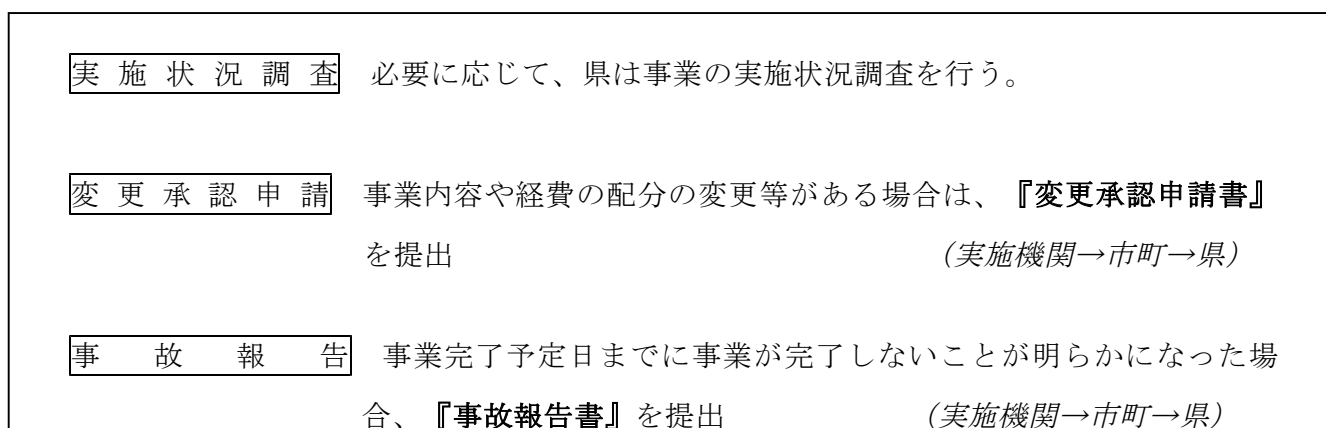 実施状況調査 必要に応じて、県は事業の実施状況調査を行う。
変更承認申請 事業内容や経費の配分の変更等がある場合は、『変更承認申請書』
を提出 (実施機関→市町→県)
事故報告 事業完了予定日までに事業が完了しないことが明らかになった場
合、『事故報告書』を提出 (実施機関→市町→県)